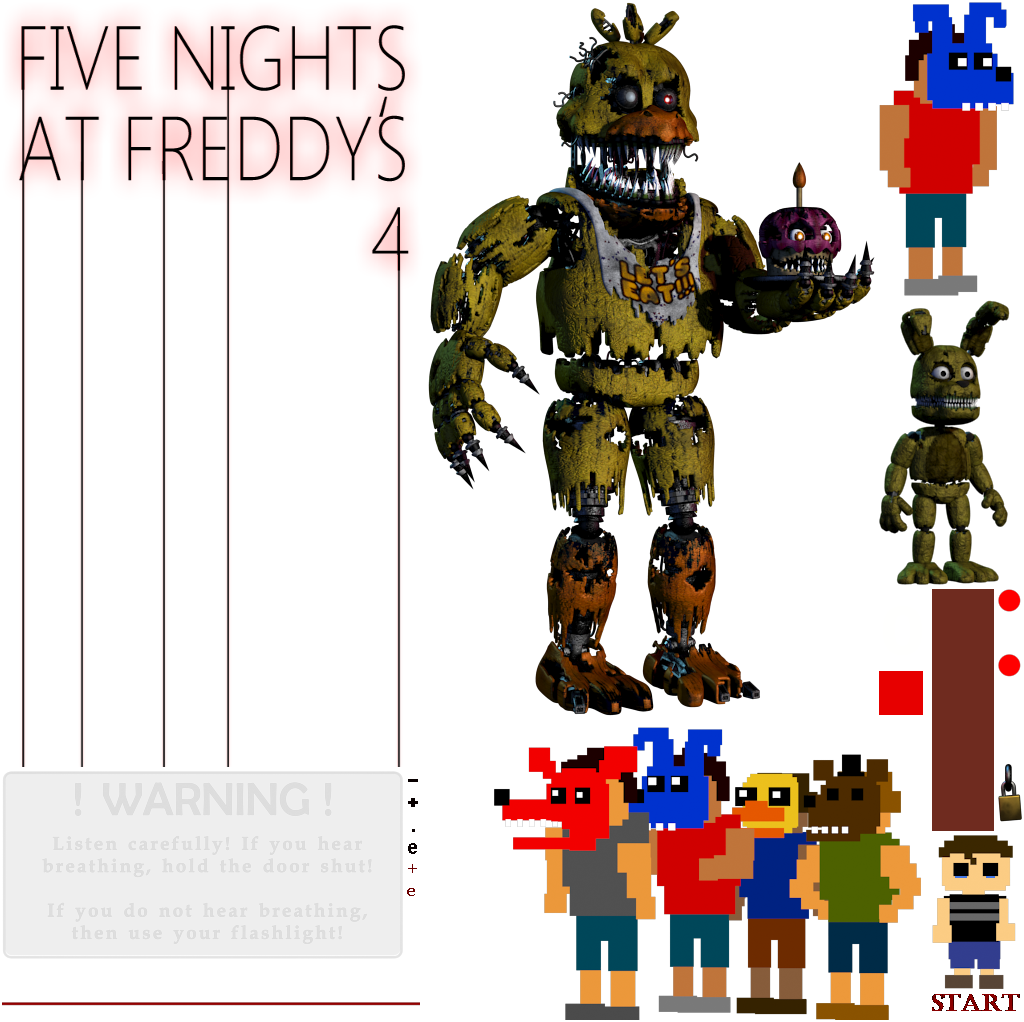 FIVE NIGHTS
AT FREDDY'S
4
LET'S
EAT!!!
! WARNING !
Listen carefully! If you hear
breathing, hold the door shut!
If you do not hear breathing,
then use your flashlight!
-
+
.
e
+
e
START